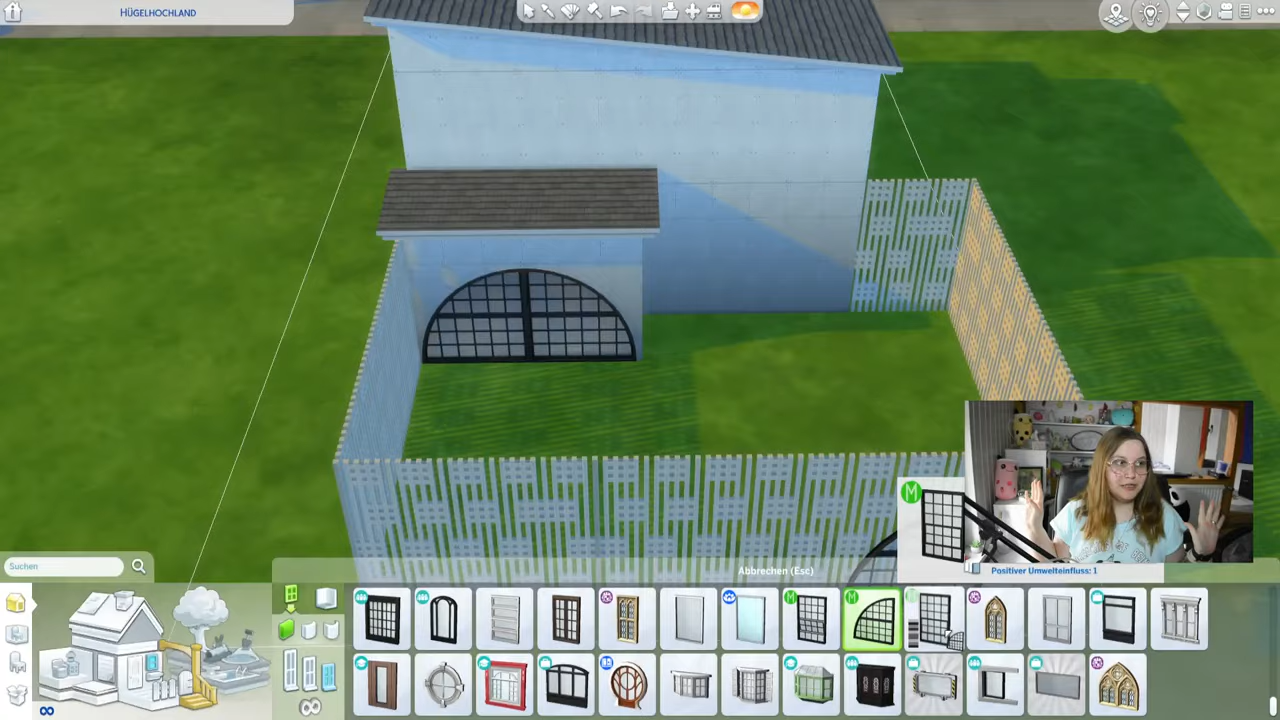 HÜGELHOCHLAND
Abbrechen (Esc)
Suchen
M
Positiver Umwelteinfluss: 1
M
M